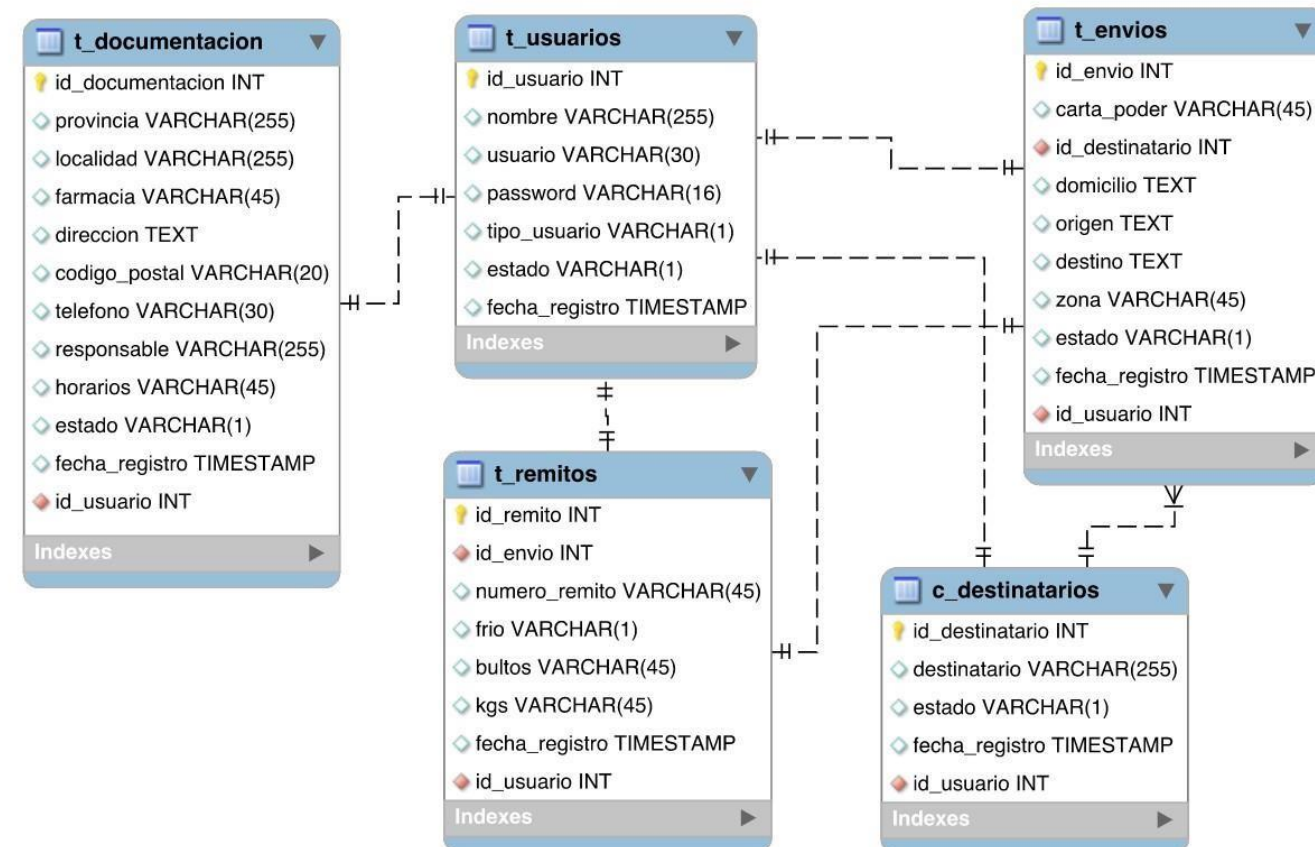 t_documentacion
id_documentacion INT
provincia VARCHAR(255)
localidad VARCHAR(255)
farmacia VARCHAR(45)
direccion TEXT
codigo_postal VARCHAR(20)
telefono VARCHAR(30)
responsable VARCHAR(255)
horarios VARCHAR(45)
estado VARCHAR(1)
fecha_registro TIMESTAMP
id_usuario INT
Indexes
t_usuarios
id_usuario INT
nombre VARCHAR(255)
usuario VARCHAR(30)
password VARCHAR(16)
tipo_usuario VARCHAR(1)
estado VARCHAR(1)
fecha_registro TIMESTAMP
Indexes
t_envios
id_envio INT
carta_poder VARCHAR(45)
id_destinatario INT
domicilio TEXT
origen TEXT
destino TEXT
zona VARCHAR(45)
estado VARCHAR(1)
fecha_registro TIMESTAMP
id_usuario INT
Indexes
t_remitos
id_remito INT
id_envio INT
numero_remito VARCHAR(45)
frio VARCHAR(1)
bultos VARCHAR(45)
kgs VARCHAR(45)
fecha_registro TIMESTAMP
id_usuario INT
Indexes
c_destinatarios
id_destinatario INT
destinatario VARCHAR(255)
estado VARCHAR(1)
fecha_registro TIMESTAMP
id_usuario INT
Indexes